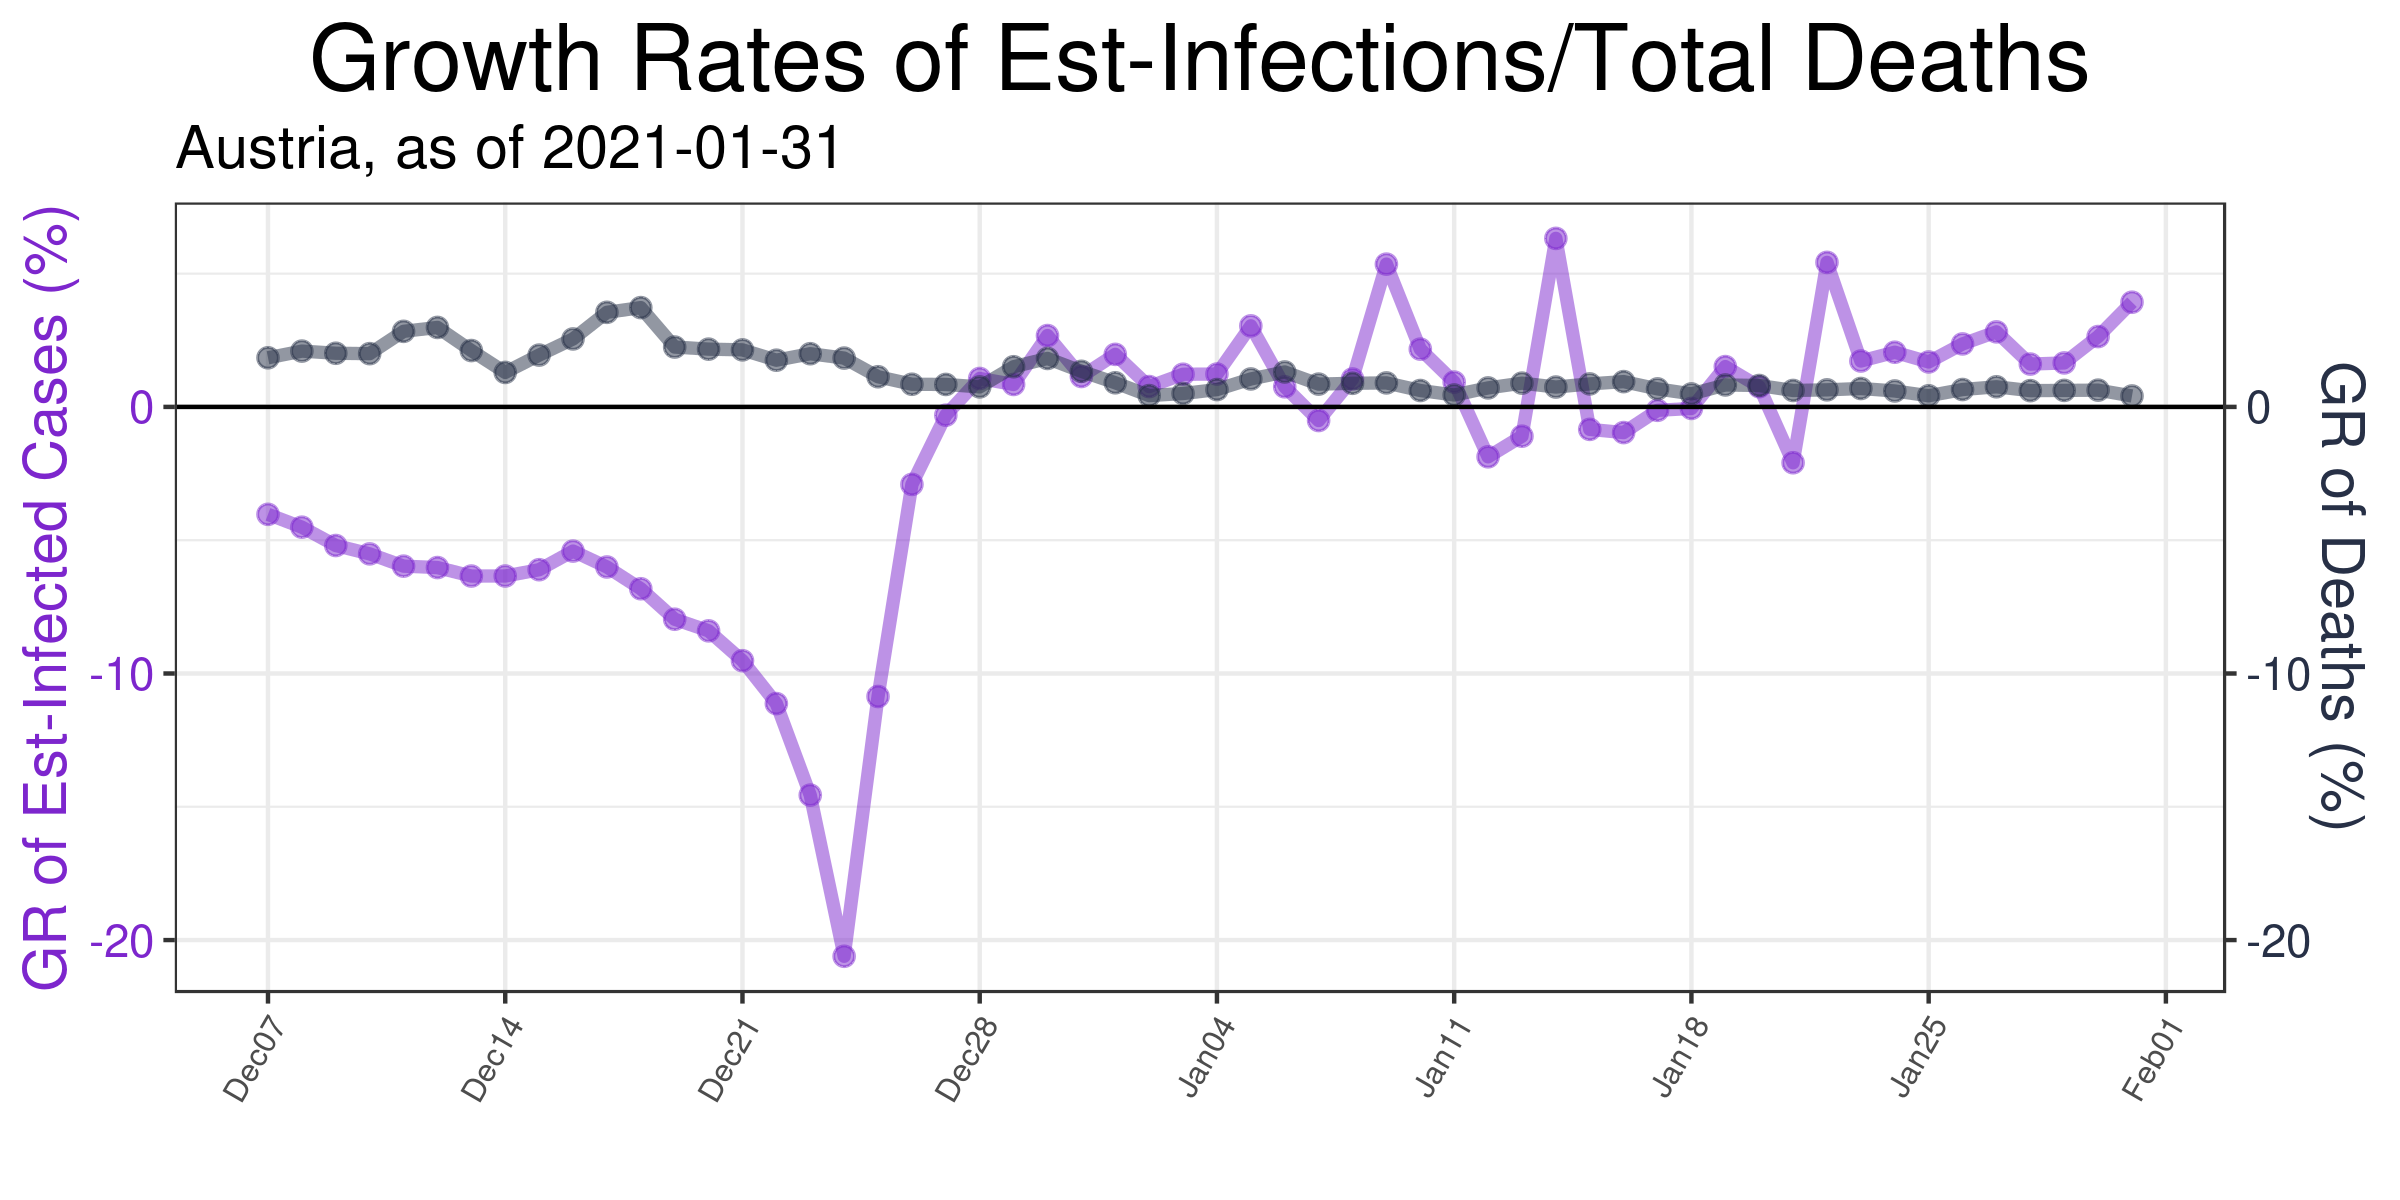 Growth Rates of Est-Infections/Total Deaths
Austria, as of 2021-01-31
GR of Est-Infected Cases (%)
0
-10
-20
0
-10
-20
GR of Deaths (%)
Dec07
Dec14
Dec21
Dec28
Jan04
Jan11
Jan18
Jan25
Feb01